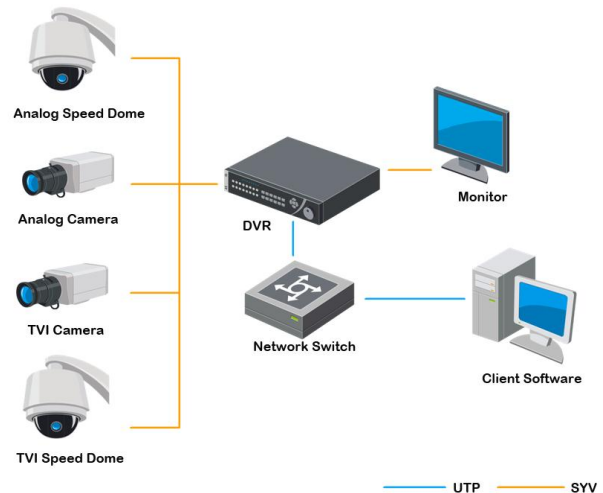 Analog Speed Dome
Analog Camera
TVI Camera
TVI Speed Dome
DVR
Monitor
Network Switch
Client Software
UTP
SYV